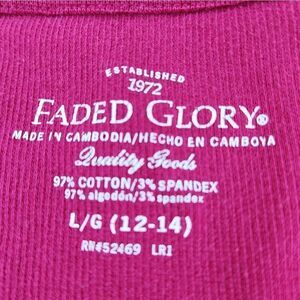 ESTABLISHED
1972
FADED GLORY®
MADE IN CAMBODIA/HECHO EN CAMBOYA
Quality Goods
97% COTTON/3% SPANDEX
97% algodón/3% spandex
L/G (12-14)
RN#52469 LR1